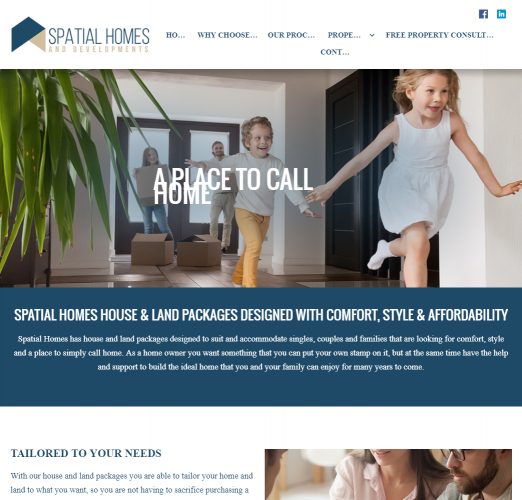 SPATIAL HOMES
AND DEVELOPMENTS
HO... WHY CHOOSE... OUR PROC... PROPE... FREE PROPERTY CONSULT...
CONT...
A PLACE TO CALL
HOME
SPATIAL HOMES HOUSE & LAND PACKAGES DESIGNED WITH COMFORT, STYLE & AFFORDABILITY
Spatial Homes has house and land packages designed to suit and accommodate singles, couples and families that are looking for comfort, style
and a place to simply call home. As a home owner you want something that you can put your own stamp on it, but at the same time have the help
and support to build the ideal home that you and your family can enjoy for many years to come.
TAILORED TO YOUR NEEDS
With our house and land packages you are able to tailor your home and
land to what you want, so you are not having to sacrifice purchasing a